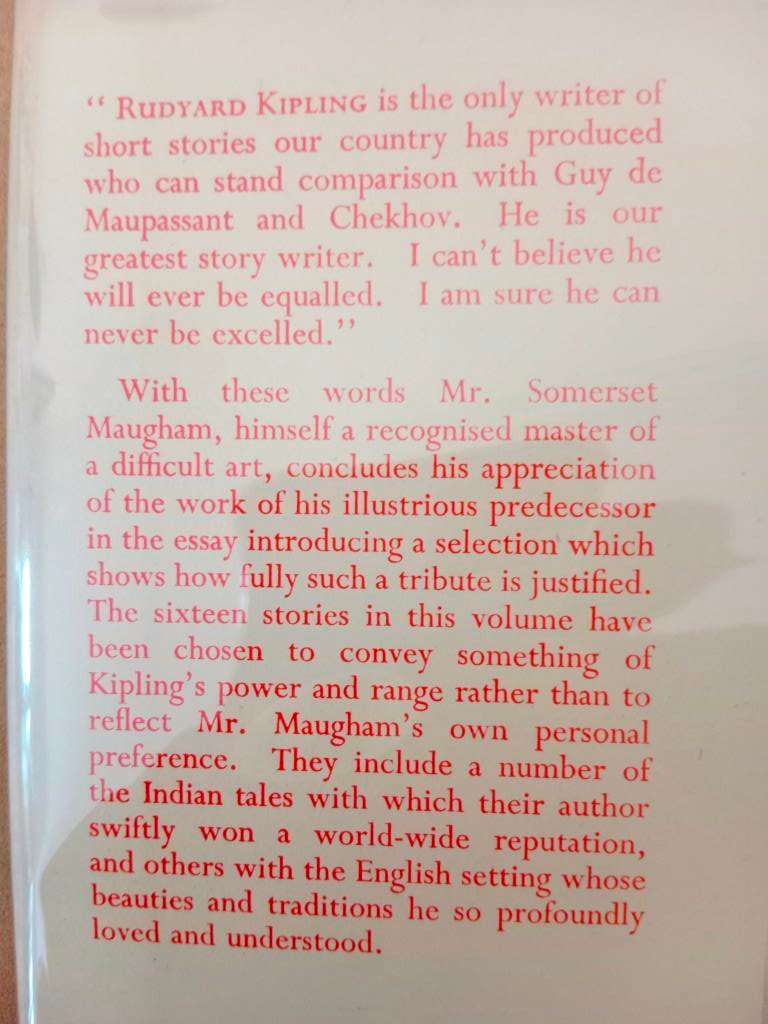 “ RUDYARD KIPLING is the only writer of
short stories our country has produced
who can stand comparison with Guy de
Maupassant and Chekhov. He is our
greatest story writer. I can’t believe he
will ever be equalled. I am sure he can
never be excelled.”
With these words Mr. Somerset
Maugham, himself a recognised master of
a difficult art, concludes his appreciation
of the work of his illustrious predecessor
in the essay introducing a selection which
shows how fully such a tribute is justified.
The sixteen stories in this volume have
been chosen to convey something of
Kipling’s power and range rather than to
reflect Mr. Maugham’s own personal
preference. They include a number of
the Indian tales with which their author
swiftly won a world-wide reputation,
and others with the English setting whose
beauties and traditions he so profoundly
loved and understood.